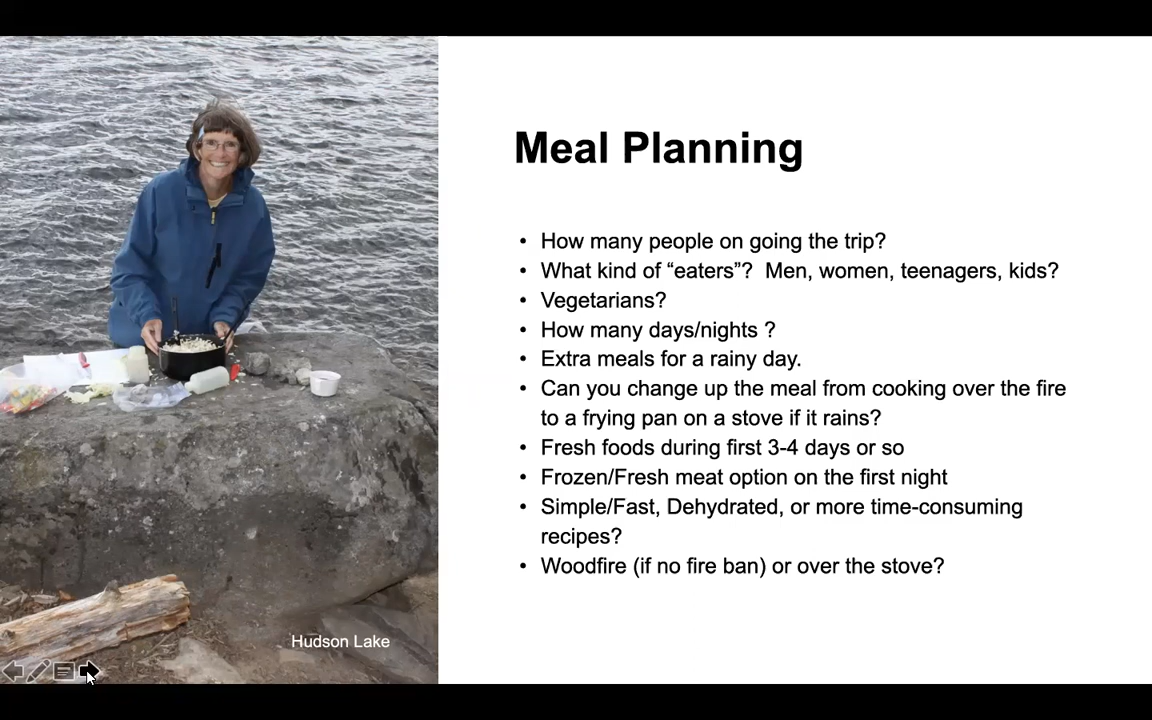 Meal Planning
• How many people on going the trip?
• What kind of “eaters”?  Men, women, teenagers, kids?
• Vegetarians?
• How many days/nights ?
• Extra meals for a rainy day.
• Can you change up the meal from cooking over the fire
to a frying pan on a stove if it rains?
• Fresh foods during first 3-4 days or so
• Frozen/Fresh meat option on the first night
• Simple/Fast, Dehydrated, or more time-consuming
recipes?
• Woodfire (if no fire ban) or over the stove?
Hudson Lake